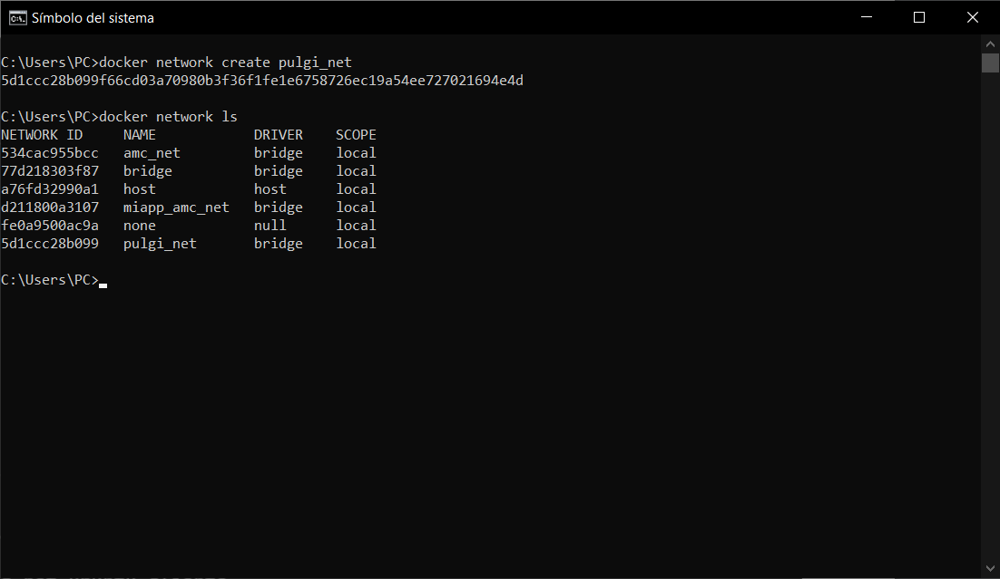 Símbolo del sistema
C:\Users\PC>docker network create pulgi_net
5d1ccc28b099f66cd03a70980b3f36f1fe1e6758726ec19a54ee727021694e4d
C:\Users\PC>docker network ls
NETWORK ID     NAME            DRIVER    SCOPE
534cac955bcc   amc_net         bridge    local
77d218303f87   bridge          bridge    local
a76fd32990a1   host            host      local
d211800a3107   miapp_amc_net   bridge    local
fe0a9500ac9a   none            null      local
5d1ccc28b099   pulgi_net       bridge    local
C:\Users\PC>